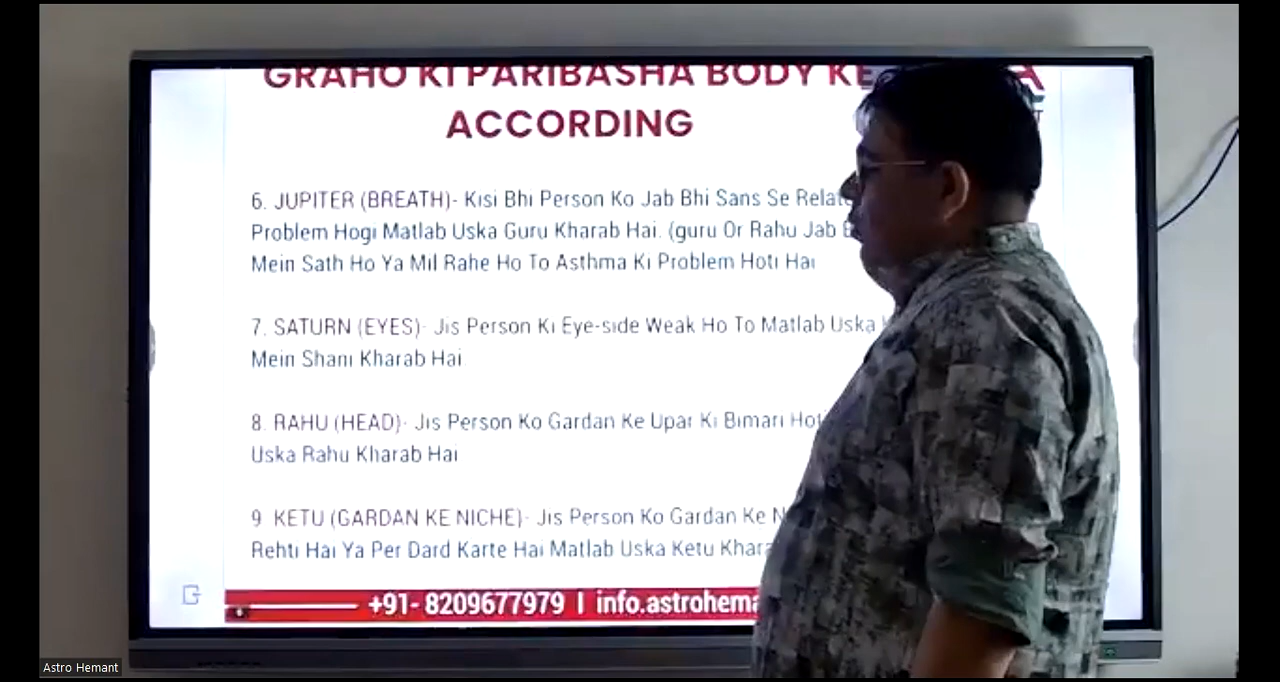 GRAHO KI PARIBASHA BODY KE
ACCORDING
6. JUPITER (BREATH)- Kisi Bhi Person Ko Jab Bhi Sans Se
Problem Hogi Matlab Uska Guru Kharab Hai. (guru Or Rahu Jab
Mein Sath Ho Ya Mil Rahe Ho To Asthma Ki Problem Hoti Hai
7. SATURN (EYES)- Jis Person Ki Eye-side Weak Ho To Matlab Uska
Mein Shani Kharab Hai
8. RAHU (HEAD)- Jis Person Ko Gardan Ke Upar Ki Bimari
Uska Rahu Kharab Hai
9 KETU (GARDAN KE NICHE)- Jis Person Ko Gardan Ke
Rehti Hai Ya Per Dard Karte Hai Matlab Uska Ketu
+91- 8209677979 | 
Astro Hemant